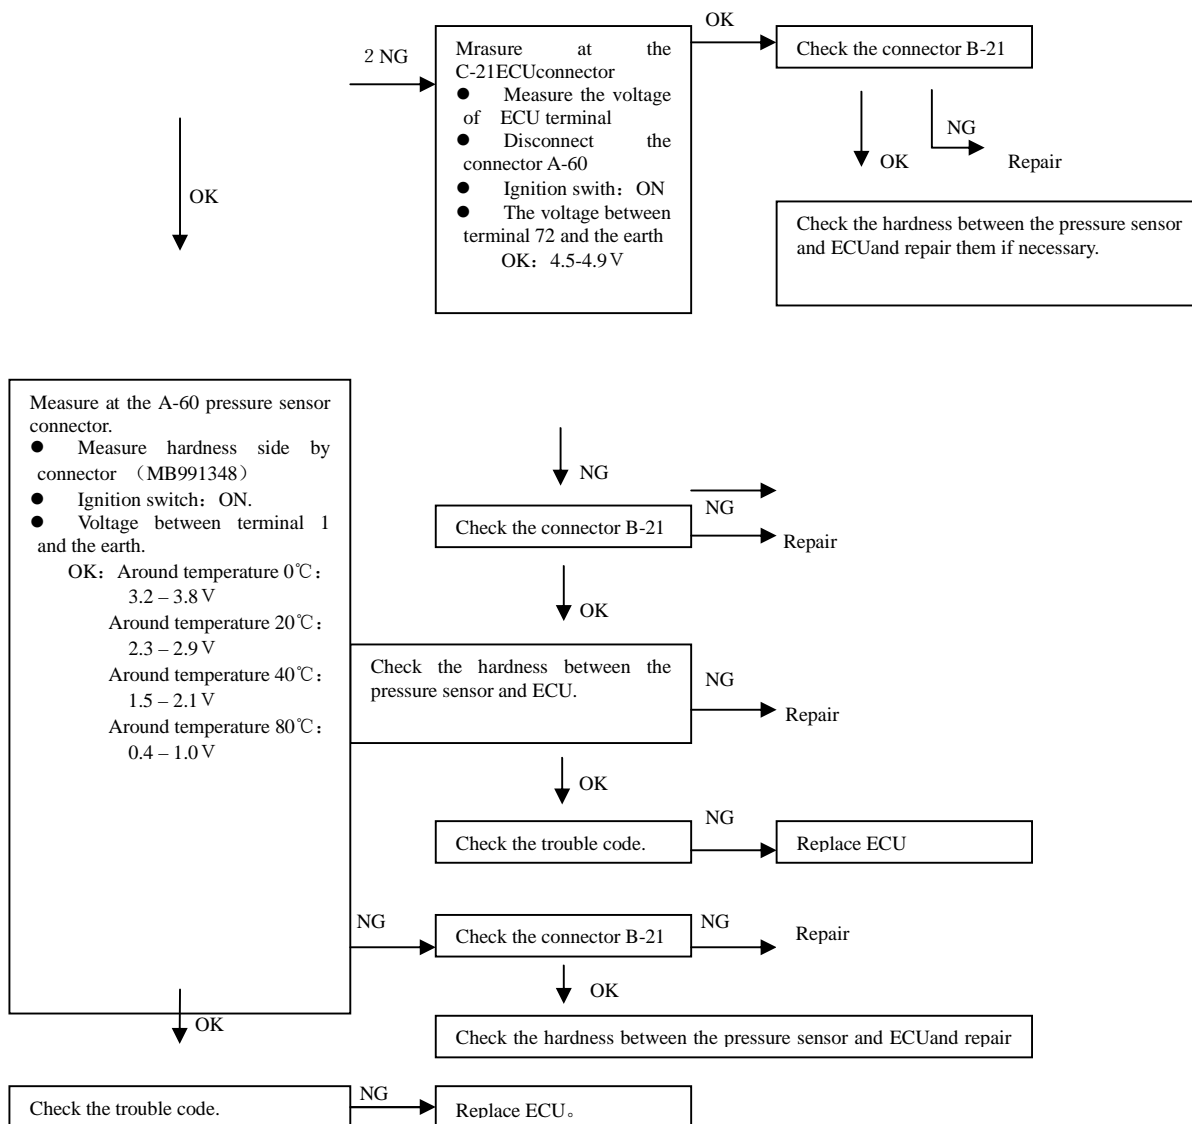 OK
2 NG
Mrasure at the
C-21ECUconnector
● Measure the voltage
of ECU terminal
● Disconnect the
connector A-60
● Ignition swith：ON
● The voltage between
terminal 72 and the earth
OK：4.5-4.9V
OK
Check the connector B-21
OK
NG
Repair
Check the hardness between the pressure sensor
and ECUand repair them if necessary.
Measure at the A-60 pressure sensor
connector.
● Measure hardness side by
connector （MB991348）
● Ignition switch：ON.
● Voltage between terminal 1
and the earth.
OK：Around temperature 0℃：
3.2 – 3.8V
Around temperature 20℃：
2.3 – 2.9V
Around temperature 40℃：
1.5 – 2.1V
Around temperature 80℃：
0.4 – 1.0V
NG
Check the connector B-21
NG
Repair
OK
Check the hardness between the
pressure sensor and ECU.
NG
Repair
OK
Check the trouble code.
NG
Replace ECU
NG
Check the connector B-21
NG
Repair
OK
Check the hardness between the pressure sensor and ECUand repair
OK
Check the trouble code.
NG
Replace ECU。